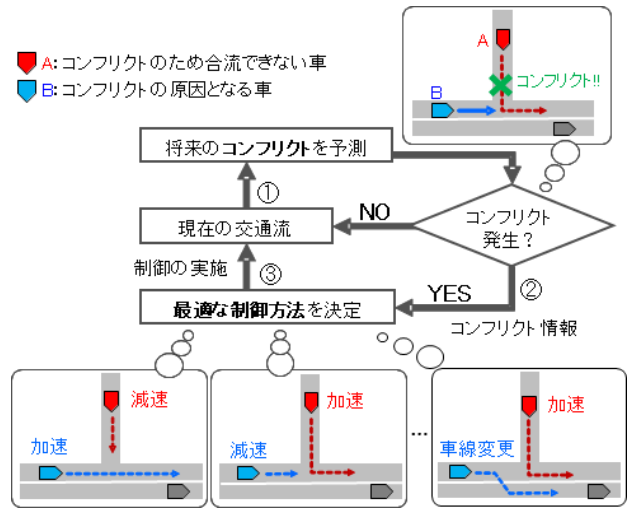 A:コンフリクトのため合流できない車
B:コンフリクトの原因となる車
A
コンフリクト!!
B
将来のコンフリクトを予測
①
NO
コンフリクト
発生？
現在の交通流
制御の実施
③
YES
②
最適な制御方法を決定
コンフリクト情報
減速
加速
加速
減速
…
加速
車線変更